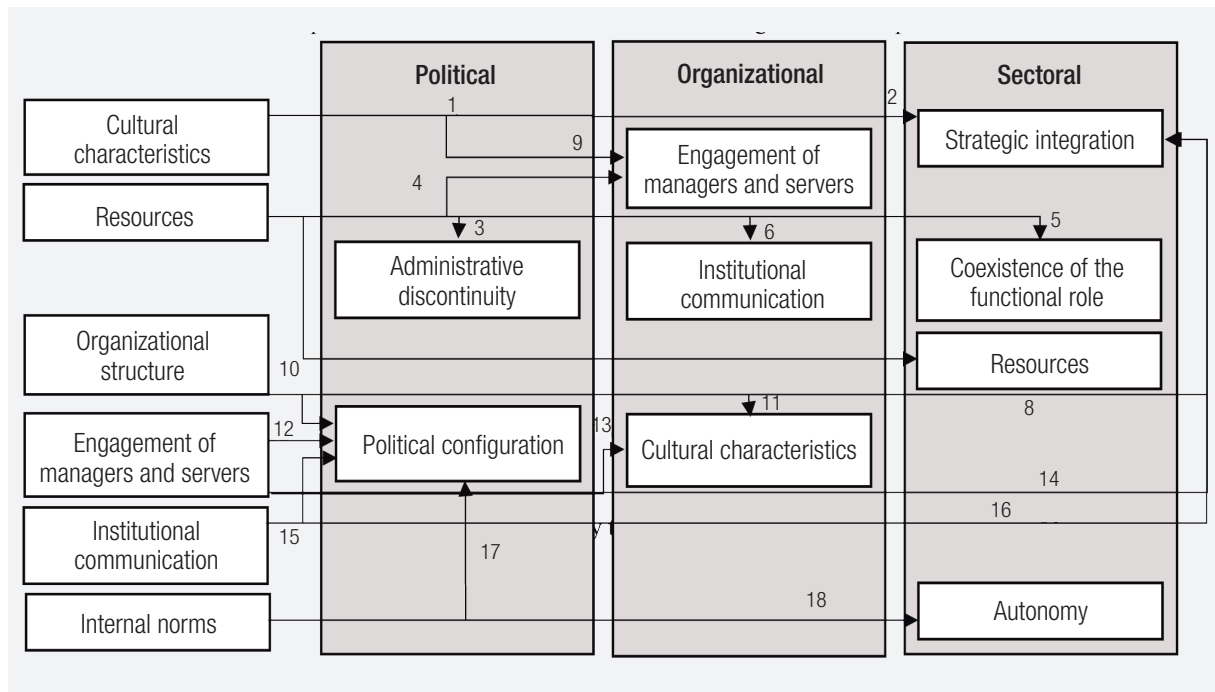 Political
Organizational
Sectoral
Cultural
characteristics
1
2
Strategic integration
9
Engagement of
managers and servers
4
Resources
3
6
5
Administrative
discontinuity
Institutional
communication
Coexistence of the
functional role
Organizational
structure
10
Resources
11
8
Engagement of
managers and servers
12
Political configuration
13
Cultural characteristics
14
Institutional
communication
15
16
17
Internal norms
18
Autonomy